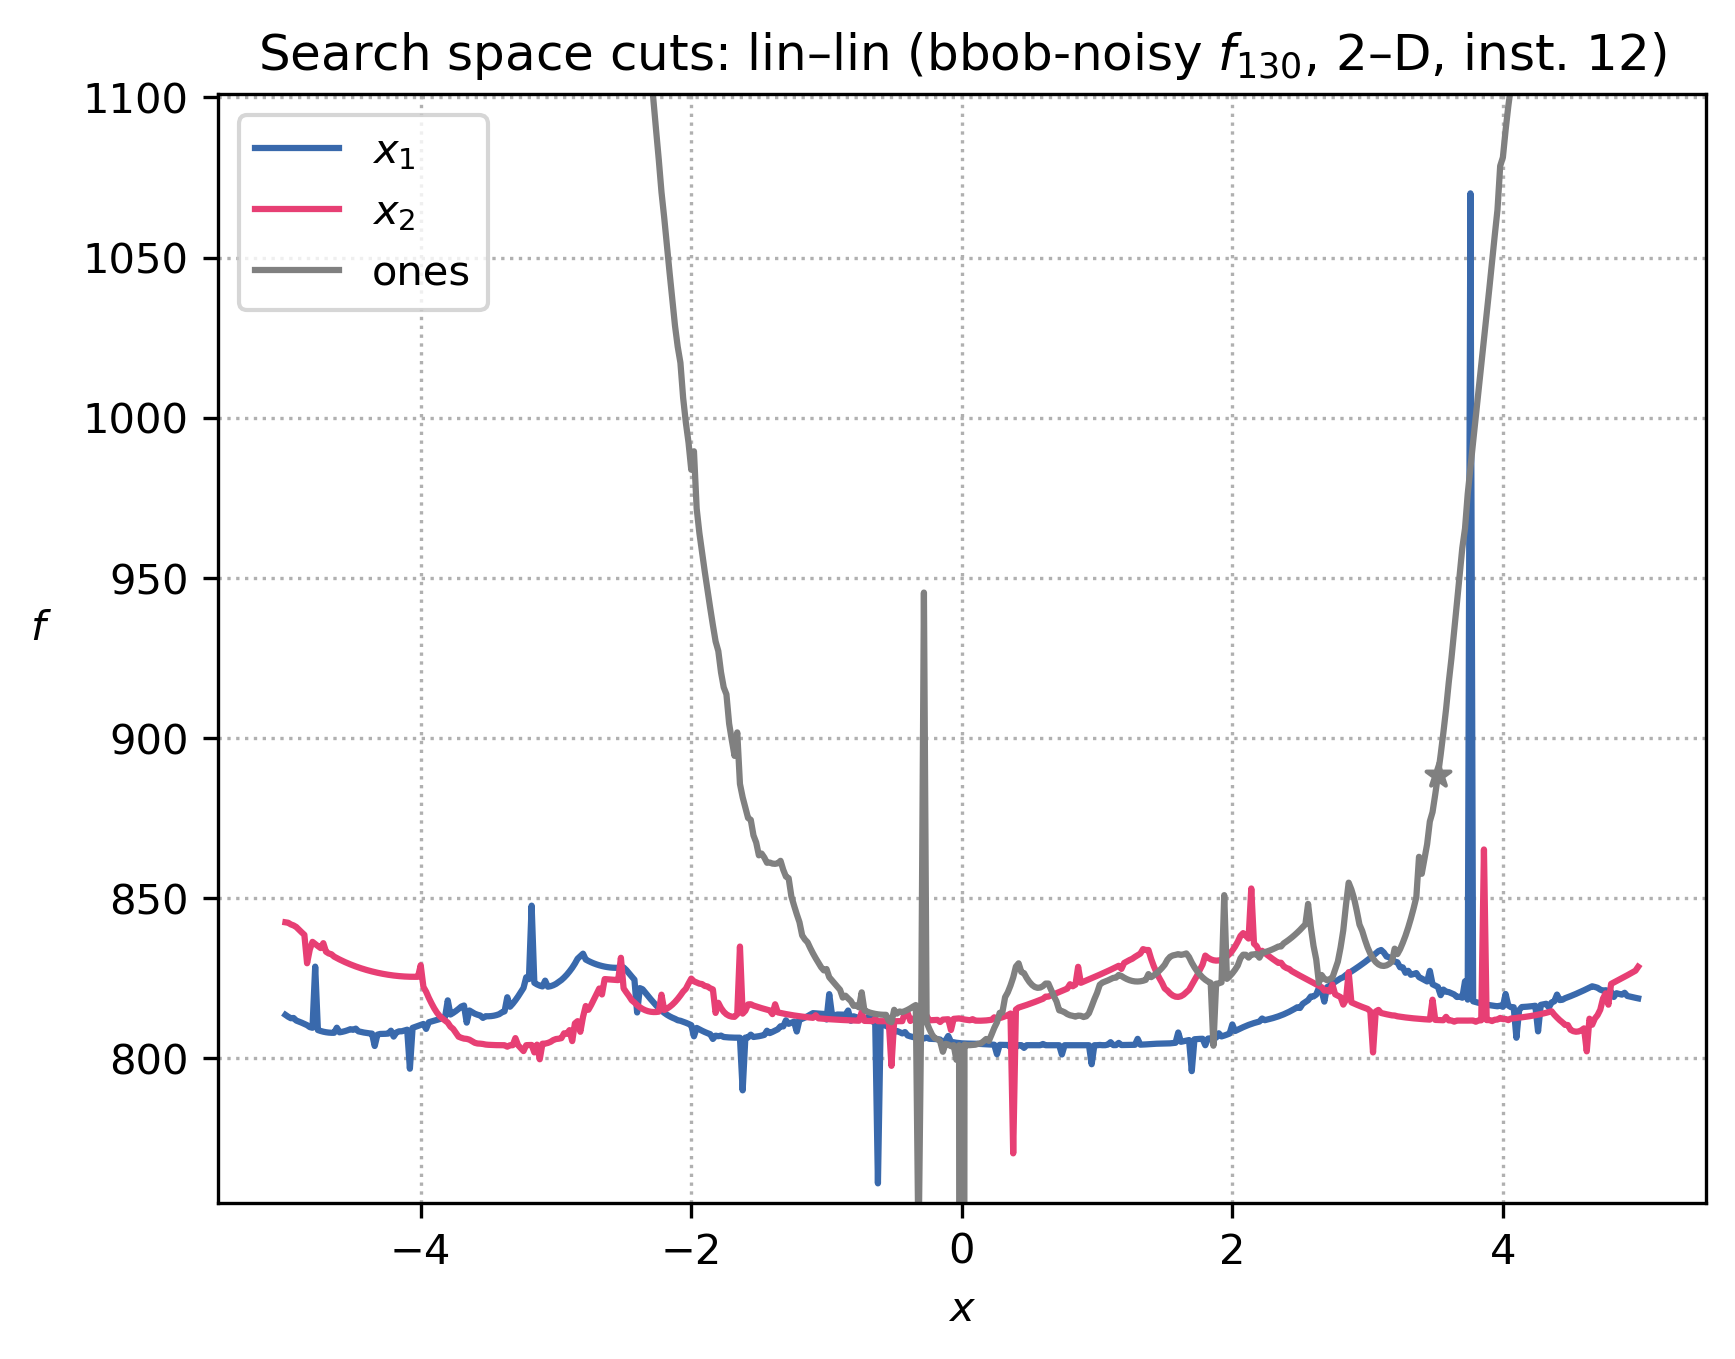 Search space cuts: lin–lin (bbob-noisy f₁₃₀, 2–D, inst. 12)
x₁
x₂
ones
1100
1050
1000
950
900
850
800
f
−4
−2
0
2
4
x